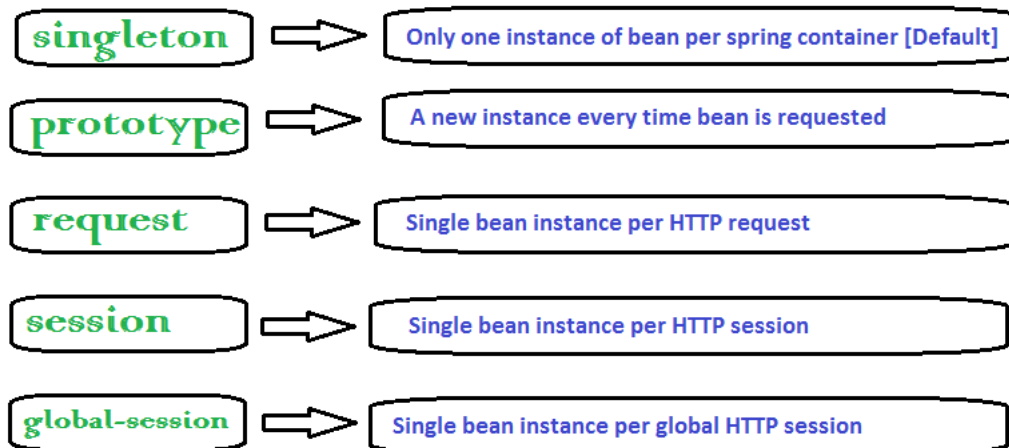 singleton
Only one instance of bean per spring container [Default]
prototype
A new instance every time bean is requested
request
Single bean instance per HTTP request
session
Single bean instance per HTTP session
global-session
Single bean instance per global HTTP session